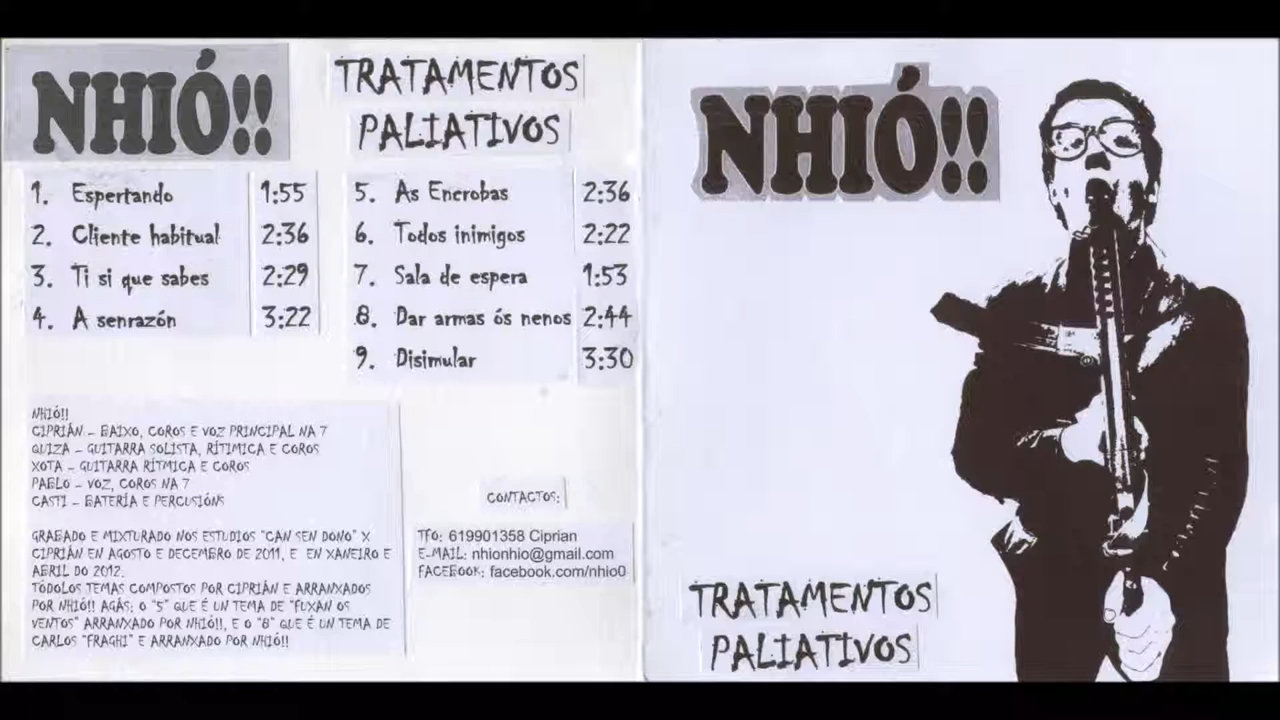 NHIÓ!!
TRATAMENTOS
PALIATIVOS
1. Espertando 1:55
2. Cliente habitual 2:36
3. Ti si que sabes 2:29
4. A senrazón 3:22
5. As Encrobas 2:36
6. Todos inimigos 2:22
7. Sala de espera 1:53
8. Dar armas ós nenos 2:44
9. Disimular 3:30
NHIÓ!!
CIPRIÁN – BAIXO, COROS E VOZ PRINCIPAL NA 7
QUIZA – GUITARRA SOLISTA, RÍTIMICA E COROS
XOTA – GUITARRA RÍTMICA E COROS
PABLO – VOZ, COROS NA 7
CASTI – BATERÍA E PERCUSIÓNS
GRABADO E MIXTURADO NOS ESTUDIOS "CAN SEN DONO" X
CIPRIÁN EN AGOSTO E DECEMBRO DE 2011, E EN XANEIRO E
ABRIL DO 2012.
TÓDOLOS TEMAS COMPOSTOS POR CIPRIÁN E ARRANXADOS
POR NHIÓ!! AGÁS; O "5" QUE É UN TEMA DE "FUXAN OS
VENTOS" ARRANXADO POR NHIÓ!!, E O "8" QUE É UN TEMA DE
CARLOS "FRAGHI" E ARRANXADO POR NHIÓ!!
CONTACTOS:
TFO: 619901358 Ciprian
E-MAIL: nhionhio@gmail.com
FACEBOOK: facebook.com/nhio0
NHIÓ!!
TRATAMENTOS
PALIATIVOS